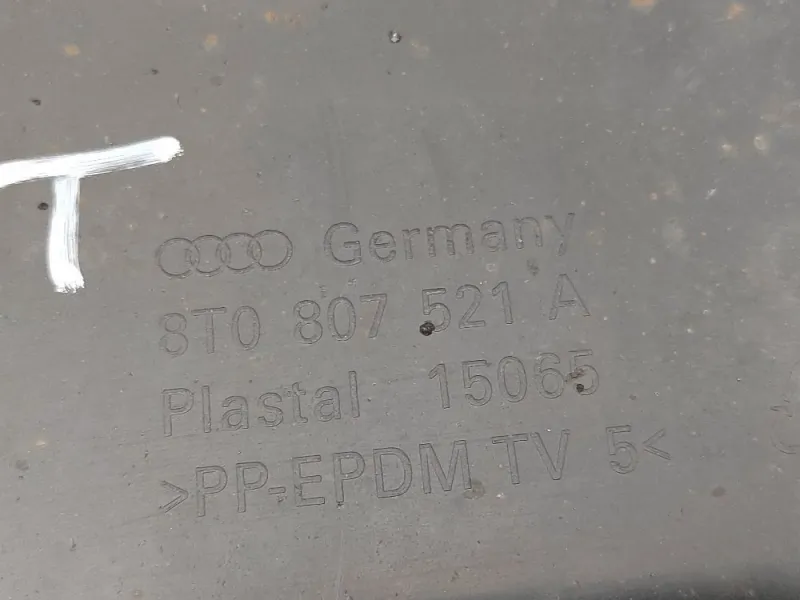 T
Germany
8T0 807 521 A
Plastal 15065
>PP-EPDM TV 5<